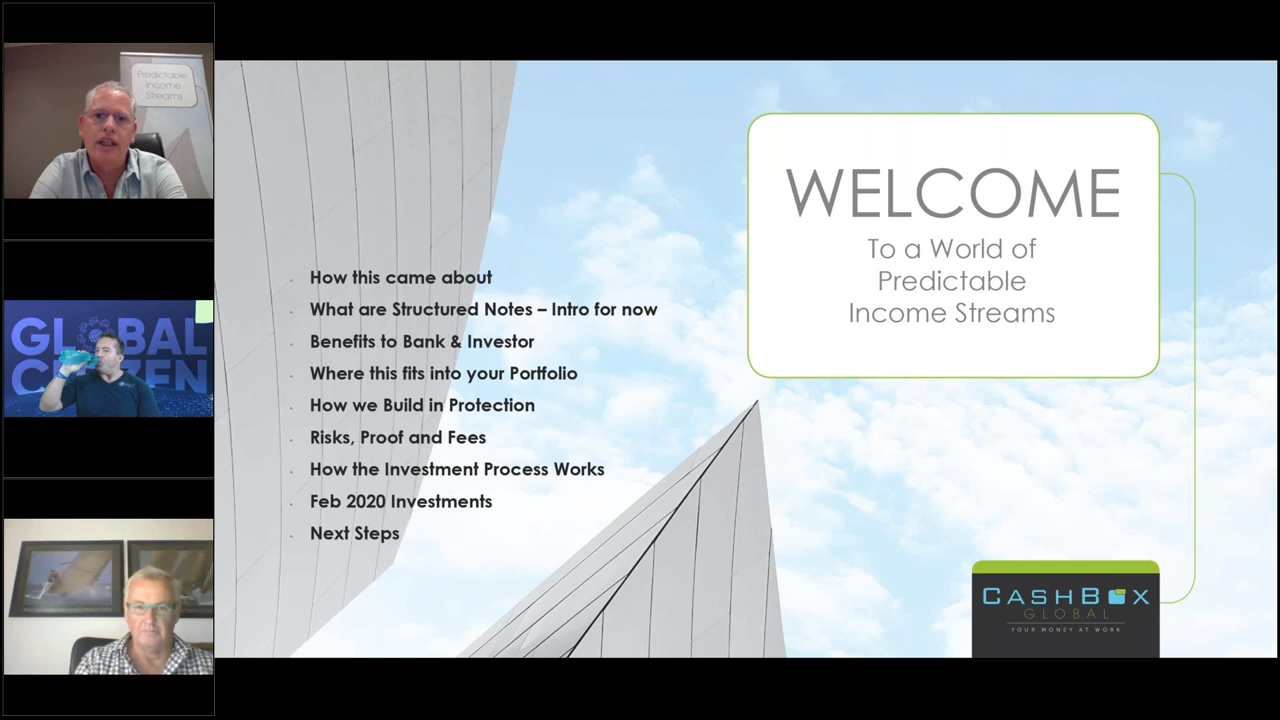 Predictable
Income
Streams
GLOBAL
CITIZEN
How this came about
What are Structured Notes – Intro for now
Benefits to Bank & Investor
Where this fits into your Portfolio
How we Build in Protection
Risks, Proof and Fees
How the Investment Process Works
Feb 2020 Investments
Next Steps
WELCOME
To a World of
Predictable
Income Streams
CASHBOX
GLOBAL
YOUR MONEY AT WORK